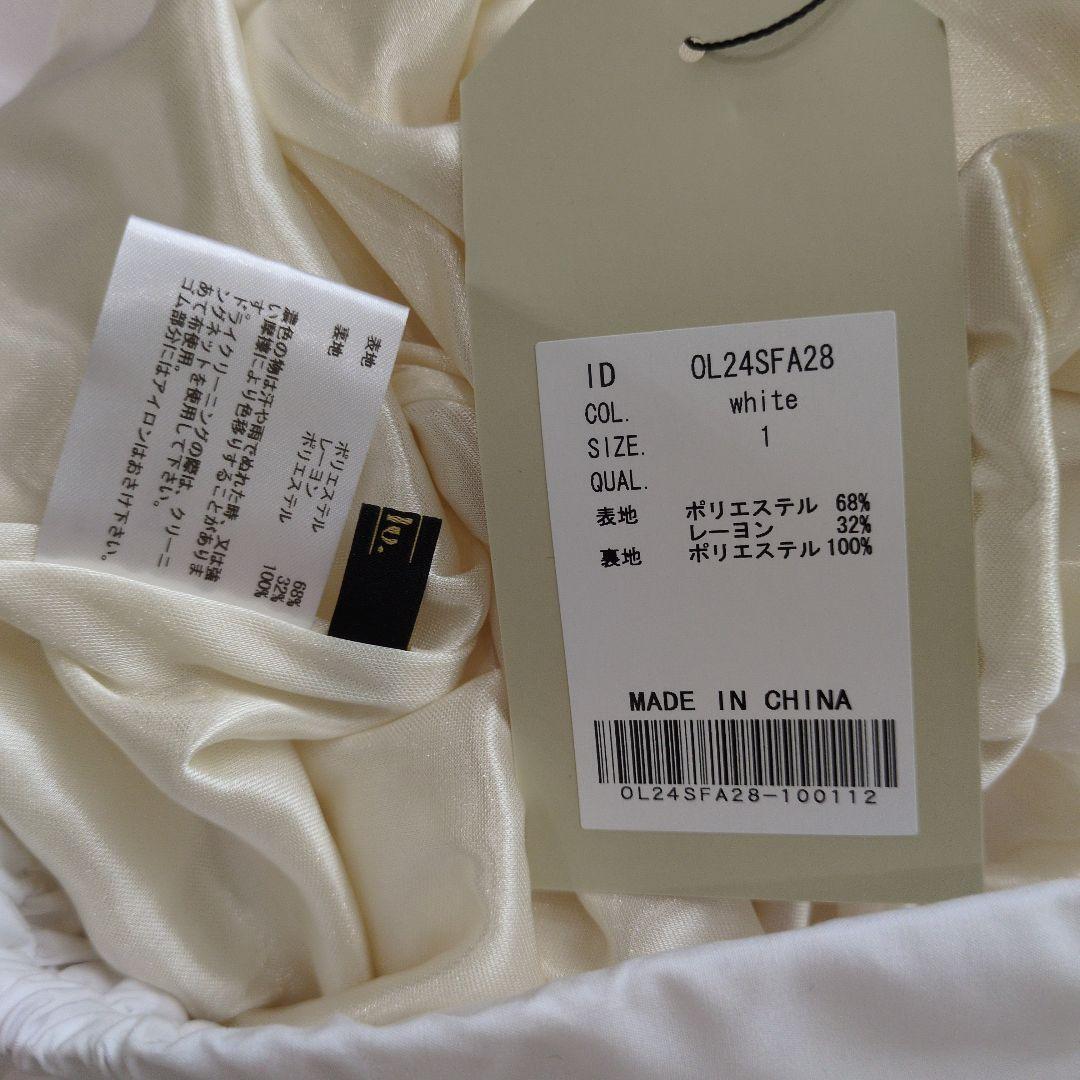 ID OL24SFA28
COL. white
SIZE. 1
QUAL.
表地 ポリエステル 68%
レーヨン 32%
裏地 ポリエステル 100%
MADE IN CHINA
OL24SFA28-100112
表地 ポリエステル 68%
レーヨン 32%
裏地 ポリエステル 100%
濃色の物は汗や雨でぬれた時、又は強
い摩擦により色移りすることがありま
す
ドライクリーニングの際は、クリーニ
ングネットを使用して下さい。
あて布使用。
ゴム部分にはアイロンはおさけ下さい。